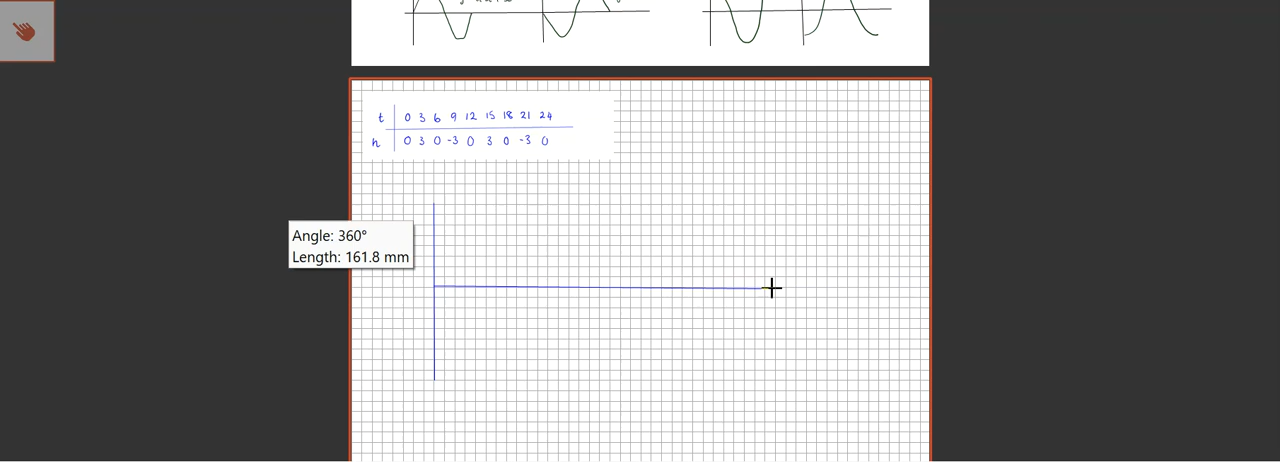 t 0 3 6 9 12 15 18 21 24
h 0 3 0 -3 0 3 0 -3 0
Angle: 360°
Length: 161.8 mm